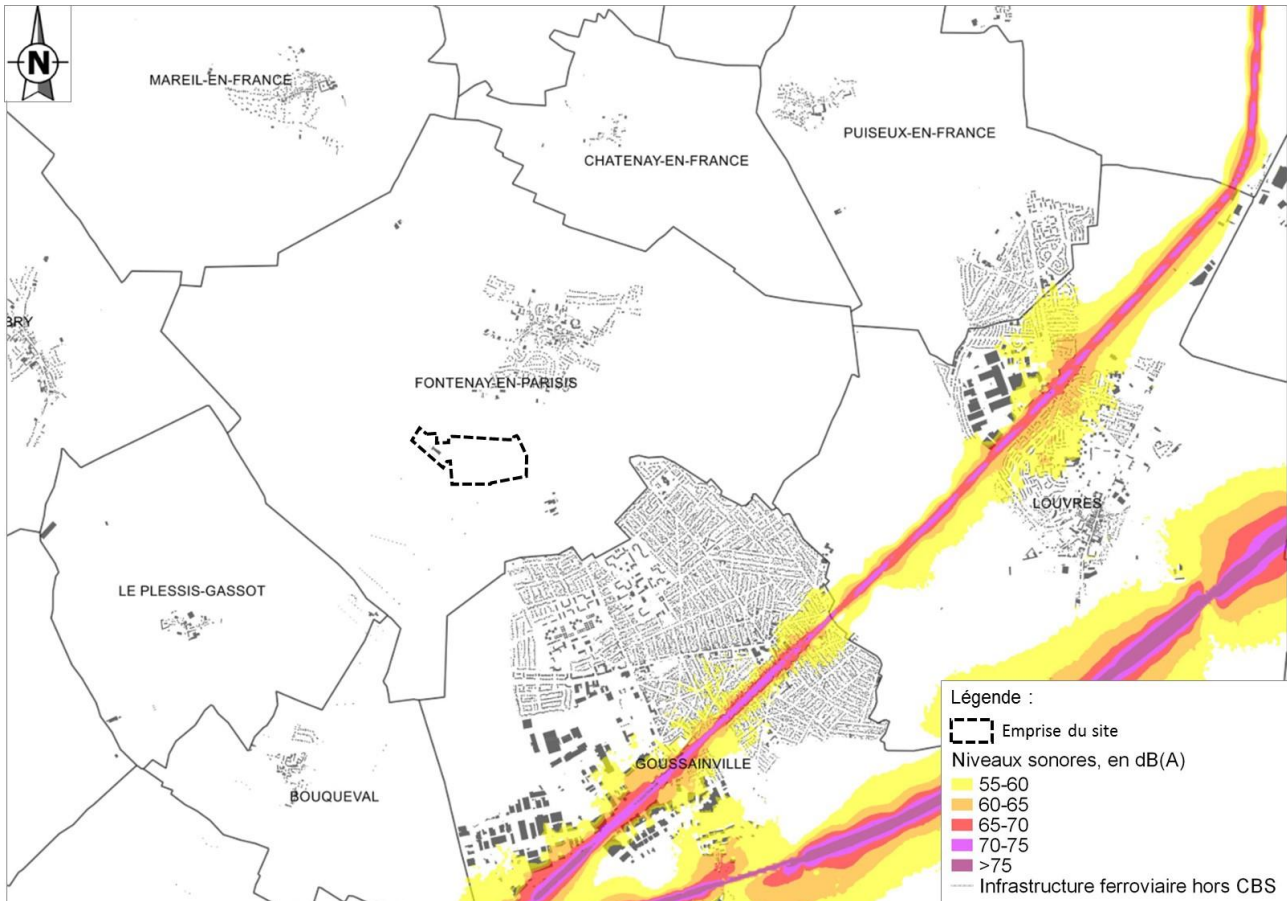 N
MAREIL-EN-FRANCE
CHATENAY-EN-FRANCE
PUISEUX-EN-FRANCE
BRY
FONTENAY-EN-PARISIS
LOUVRES
LE PLESSIS-GASSOT
GOUSSAINVILLE
BOUQUEVAL
Légende :
Emprise du site
Niveaux sonores, en dB(A)
55-60
60-65
65-70
70-75
>75
Infrastructure ferroviaire hors CBS